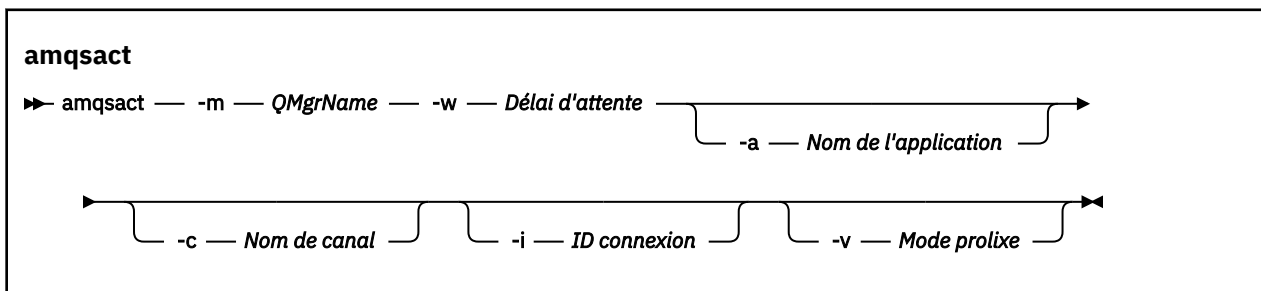 amqsact
amqsact -m QMgrName -w Délai d'attente
-a Nom de l'application
-c Nom de canal -i ID connexion -v Mode prolixe